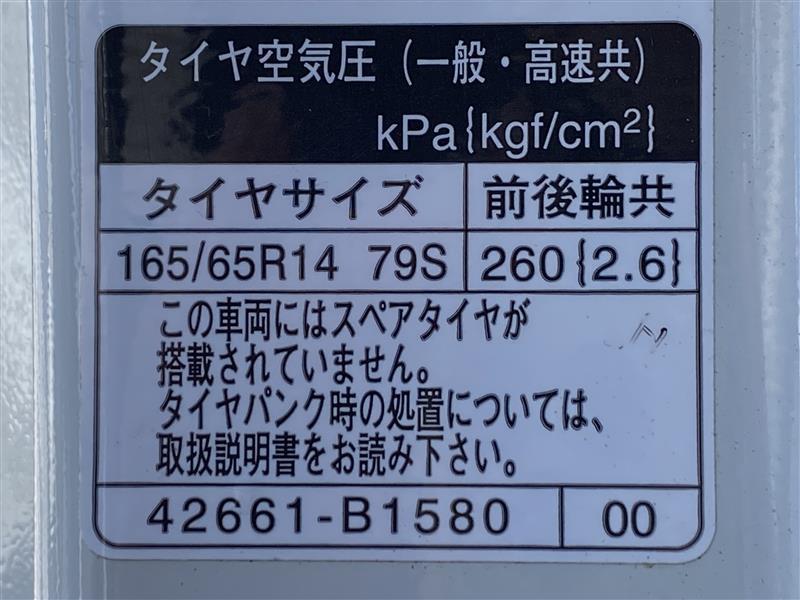 タイヤ空気圧（一般・高速共）
kPa{kgf/cm²}
タイヤサイズ 前後輪共
165/65R14 79S 260{2.6}
この車両にはスペアタイヤが
搭載されていません。
タイヤパンク時の処置については、
取扱説明書をお読み下さい。
42661-B1580 00